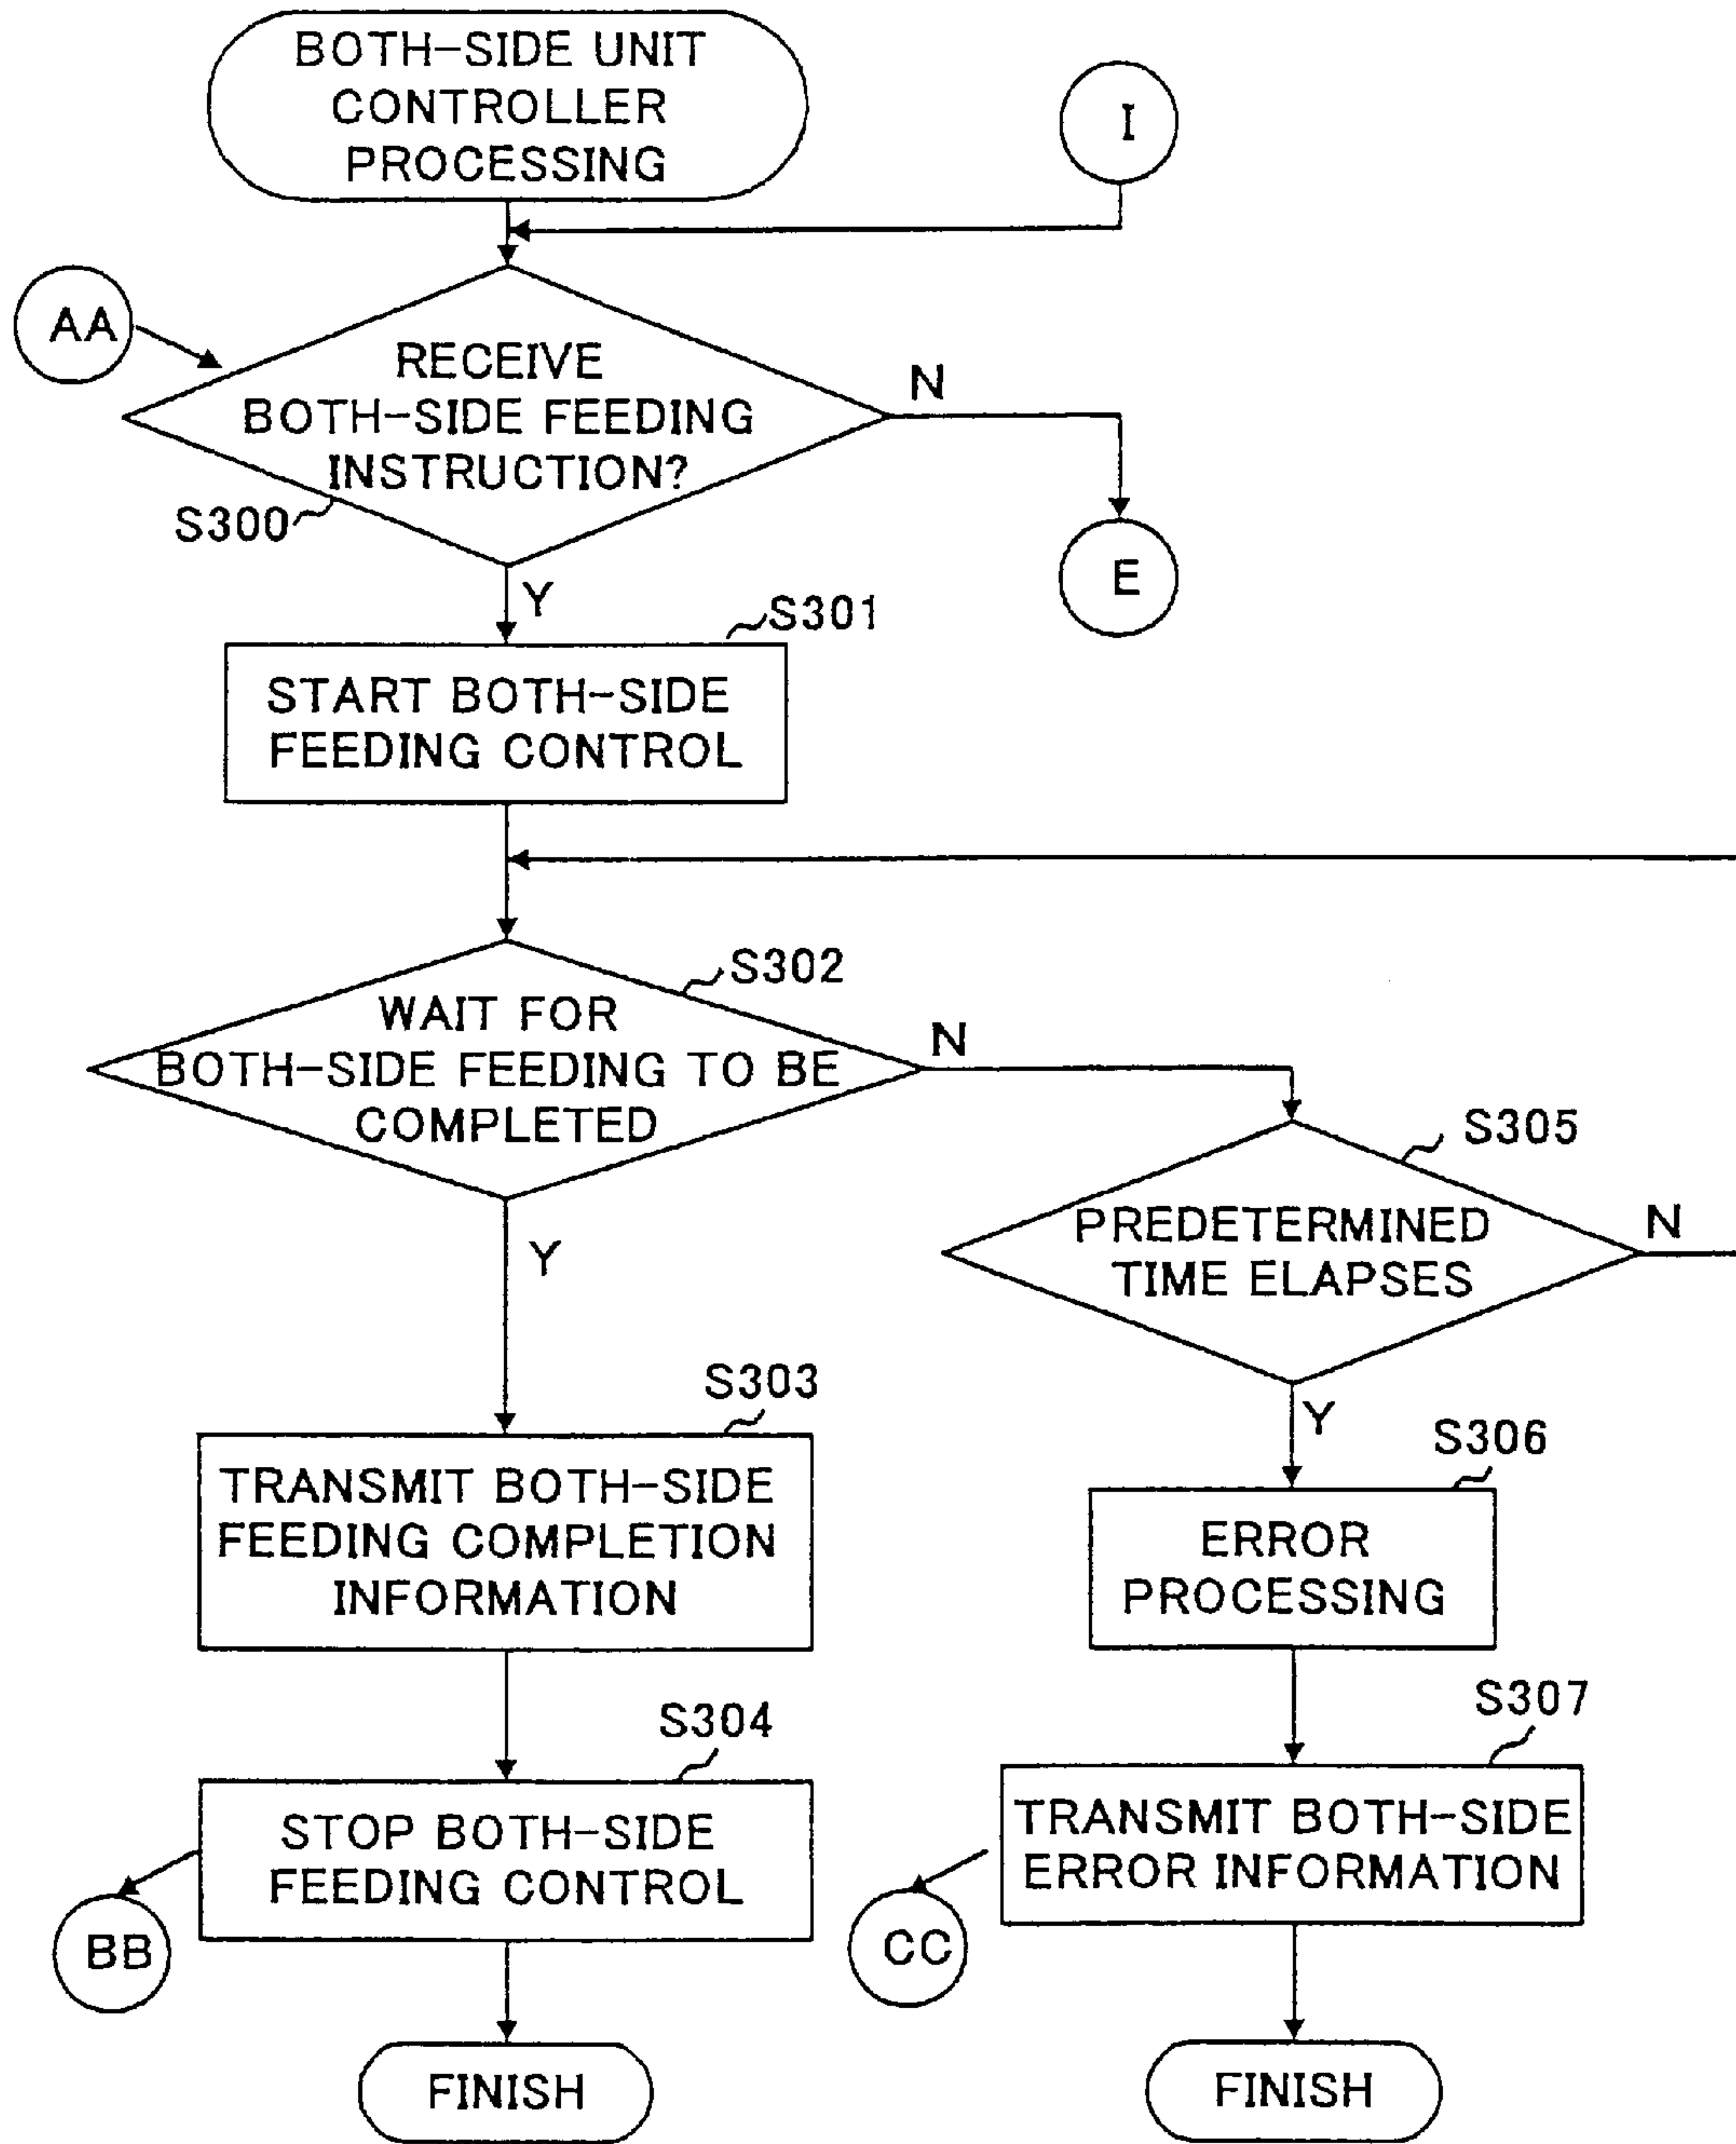 BOTH-SIDE UNIT
CONTROLLER
PROCESSING
I
AA
RECEIVE
BOTH-SIDE FEEDING
INSTRUCTION?
N
S300
E
Y
S301
START BOTH-SIDE
FEEDING CONTROL
S302
WAIT FOR
BOTH-SIDE FEEDING TO BE
COMPLETED
N
S305
PREDETERMINED
TIME ELAPSES
N
Y
Y
S303
TRANSMIT BOTH-SIDE
FEEDING COMPLETION
INFORMATION
S306
ERROR
PROCESSING
S304
STOP BOTH-SIDE
FEEDING CONTROL
BB
S307
TRANSMIT BOTH-SIDE
ERROR INFORMATION
CC
FINISH
FINISH